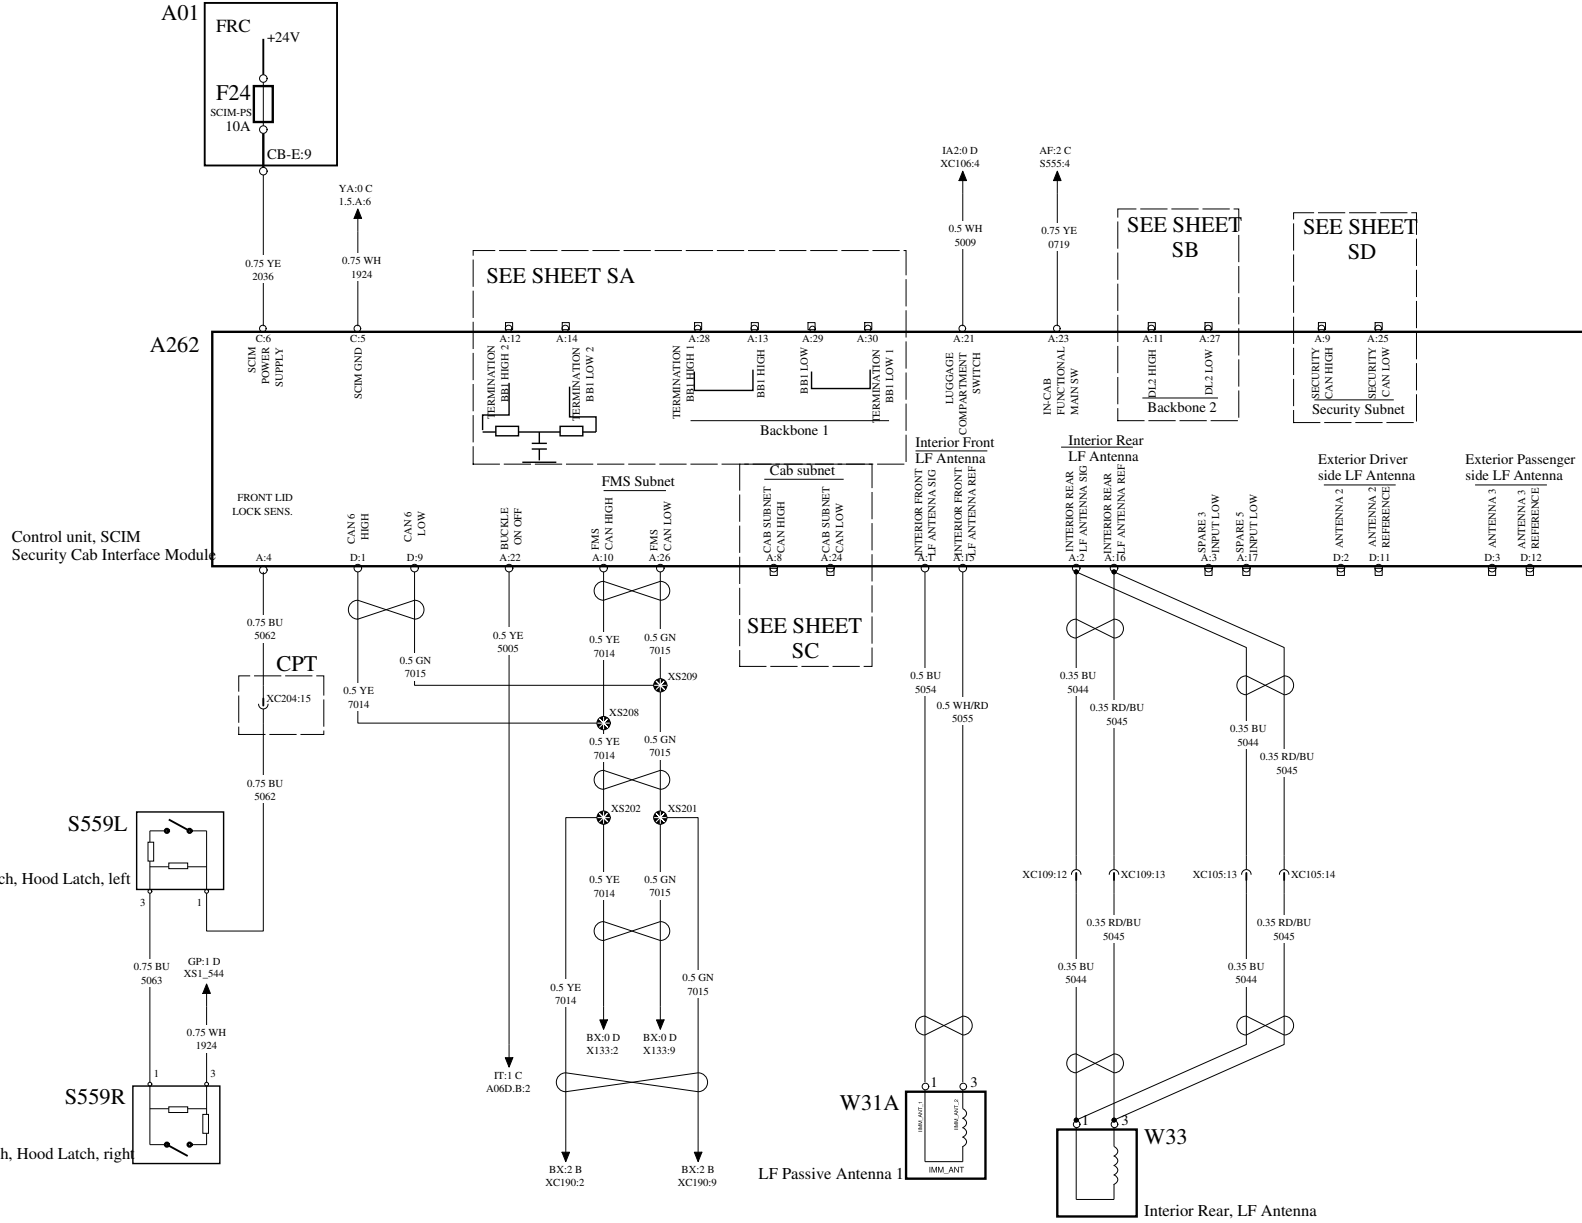 A01
FRC
+24V
F24
SCIM-PS
10A
CB-E:9
YA:0 C
1.5.A:6
IA2:0 D
XC106:4
AF:2 C
S555:4
0.75 YE
2036
0.75 WH
1924
0.5 WH
5009
0.75 YE
0719
SEE SHEET SA
SEE SHEET
SB
SEE SHEET
SD
A262
C:6
C:5
A:12
A:14
A:28
A:13
A:29
A:30
A:21
A:23
A:11
A:27
A:9
A:25
SCIM
POWER
SUPPLY
SCIM GND
TERMINATION
BB1 HIGH 2
TERMINATION
BB1 LOW 2
TERMINATION
BB1 HIGH 1
BB1 HIGH
BB1 LOW
TERMINATION
BB1 LOW 1
LUGGAGE
COMPARTMENT
SWITCH
IN-CAB
FUNCTIONAL
MAIN SW
DL2 HIGH
DL2 LOW
SECURITY
CAN HIGH
SECURITY
CAN LOW
Backbone 1
Backbone 2
Security Subnet
Interior Front
LF Antenna
Interior Rear
LF Antenna
Exterior Driver
side LF Antenna
Exterior Passenger
side LF Antenna
Cab subnet
FMS Subnet
FRONT LID
LOCK SENS.
CAN 6
HIGH
CAN 6
LOW
BUCKLE
ON OFF
FMS
CAN HIGH
FMS
CAN LOW
CAB SUBNET
CAN HIGH
CAB SUBNET
CAN LOW
INTERIOR FRONT
LF ANTENNA SIG
INTERIOR FRONT
LF ANTENNA REF
INTERIOR REAR
LF ANTENNA SIG
INTERIOR REAR
LF ANTENNA REF
SPARE 3
INPUT LOW
SPARE 5
INPUT LOW
ANTENNA 2
ANTENNA 2
REFERENCE
ANTENNA 3
ANTENNA 3
REFERENCE
Control unit, SCIM
Security Cab Interface Module
A:4
D:1
D:9
A:22
A:10
A:26
A:8
A:24
A:1
A:15
A:2
A:16
A:3
A:17
D:2
D:11
D:3
D:12
SEE SHEET
SC
0.75 BU
5062
0.5 YE
5005
0.5 YE
7014
0.5 GN
7015
0.5 GN
7015
CPT
XC204:15
0.5 YE
7014
XS209
XS208
0.5 BU
5054
0.5 WH/RD
5055
0.35 BU
5044
0.35 RD/BU
5045
0.35 BU
5044
0.35 RD/BU
5045
0.5 YE
7014
0.5 GN
7015
0.75 BU
5062
XS202
XS201
S559L
ch, Hood Latch, left
3
1
0.5 YE
7014
0.5 GN
7015
XC109:12
XC109:13
XC105:13
XC105:14
0.35 RD/BU
5045
0.35 RD/BU
5045
0.75 BU
5063
GP:1 D
XS1_544
0.35 BU
5044
0.35 BU
5044
0.5 YE
7014
0.5 GN
7015
0.75 WH
1924
BX:0 D
X133:2
BX:0 D
X133:9
IT:1 C
A06D.B:2
1
3
S559R
h, Hood Latch, right
W31A
1
3
IMM_ANT_1
IMM_ANT_2
IMM_ANT
LF Passive Antenna 1
1
3
W33
BX:2 B
XC190:2
BX:2 B
XC190:9
Interior Rear, LF Antenna